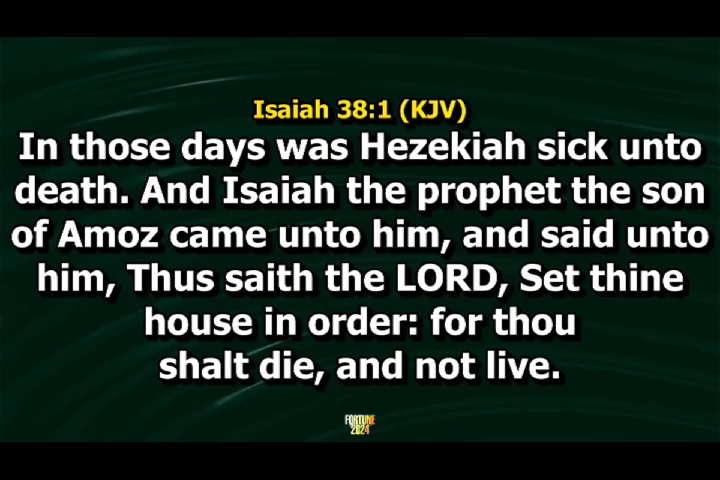 Isaiah 38:1 (KJV)
In those days was Hezekiah sick unto
death. And Isaiah the prophet the son
of Amoz came unto him, and said unto
him, Thus saith the LORD, Set thine
house in order: for thou
shalt die, and not live.
FORTUNE
2024